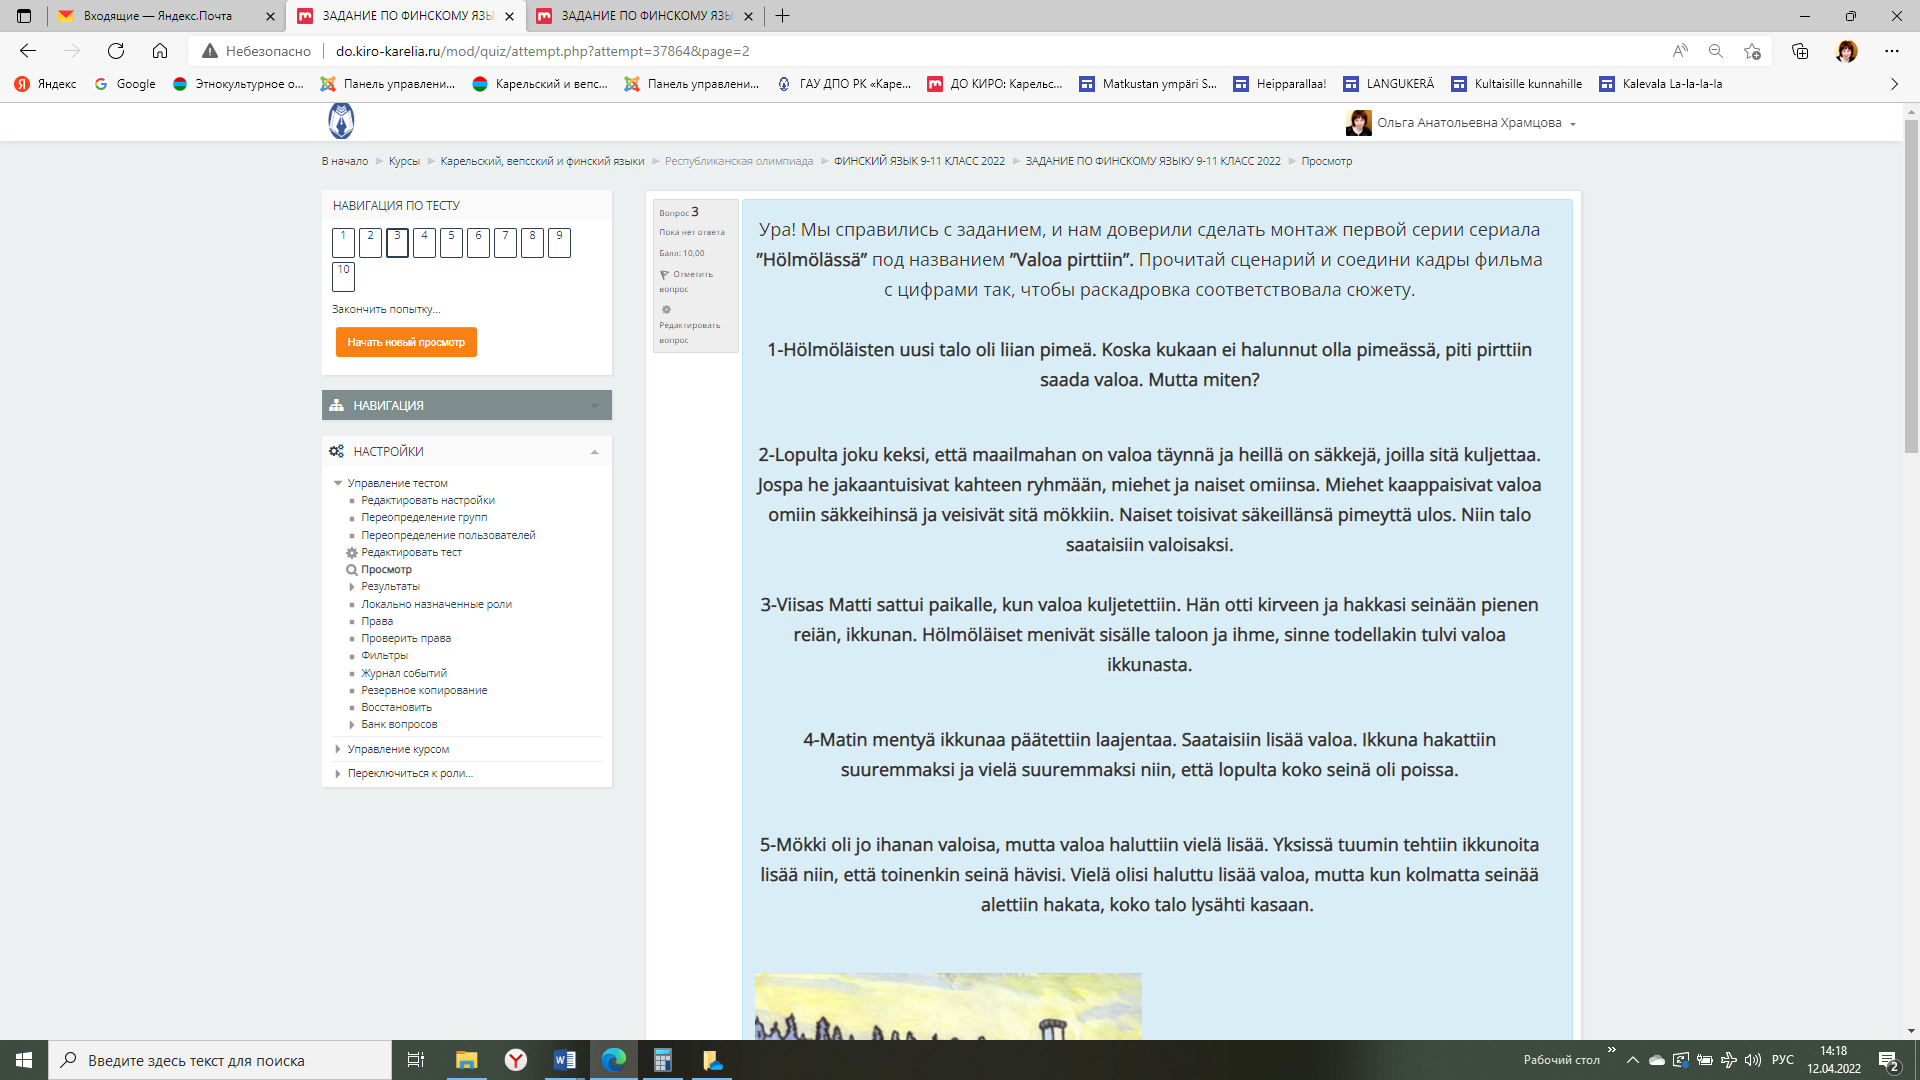 Входящие — Яндекс.Почта
ЗАДАНИЕ ПО ФИНСКОМУ ЯЗЫ
ЗАДАНИЕ ПО ФИНСКОМУ ЯЗЫ
Небезопасно
do.kiro-karelia.ru/mod/quiz/attempt.php?attempt=37864&page=2
Яндекс
Google
Этнокультурное о...
Панель управлени...
Карельский и вепс...
Панель управлени...
ГАУ ДПО РК «Каре...
ДО КИРО: Карельс...
Matkustan ympäri S...
Heipparallaa!
LANGUKERÄ
Kultaisille kunnahille
Kalevala La-la-la-la
Ольга Анатольевна Храмцова
В начало
Курсы
Карельский, вепсский и финский языки
Республиканская олимпиада
ФИНСКИЙ ЯЗЫК 9-11 КЛАСС 2022
ЗАДАНИЕ ПО ФИНСКОМУ ЯЗЫКУ 9-11 КЛАСС 2022
Просмотр
НАВИГАЦИЯ ПО ТЕСТУ
1 2 3 4 5 6 7 8 9
10
Закончить попытку...
Начать новый просмотр
НАВИГАЦИЯ
НАСТРОЙКИ
Управление тестом
Редактировать настройки
Переопределение групп
Переопределение пользователей
Редактировать тест
Просмотр
Результаты
Локально назначенные роли
Права
Проверить права
Фильтры
Журнал событий
Резервное копирование
Восстановить
Банк вопросов
Управление курсом
Переключиться к роли...
Вопрос 3
Пока нет ответа
Балл: 10,00
Отметить
вопрос
Редактировать
вопрос
Ура! Мы справились с заданием, и нам доверили сделать монтаж первой серии сериала
”Hölmölässä” под названием ”Valoa pirttiin”. Прочитай сценарий и соедини кадры фильма
с цифрами так, чтобы раскадровка соответствовала сюжету.
1-Hölmöläisten uusi talo oli liian pimeä. Koska kukaan ei halunnut olla pimeässä, piti pirttiin
saada valoa. Mutta miten?
2-Lopulta joku keksi, että maailmahan on valoa täynnä ja heillä on säkkejä, joilla sitä kuljettaa.
Jospa he jakaantuisivat kahteen ryhmään, miehet ja naiset omiinsa. Miehet kaappaisivat valoa
omiin säkkeihinsä ja veisivät sitä mökkiin. Naiset toisivat säkeillänsä pimeyttä ulos. Niin talo
saataisiin valoisaksi.
3-Viisas Matti sattui paikalle, kun valoa kuljetettiin. Hän otti kirveen ja hakkasi seinään pienen
reiän, ikkunan. Hölmöläiset menivät sisälle taloon ja ihme, sinne todellakin tulvi valoa
ikkunasta.
4-Matin mentyä ikkunaa päätettiin laajentaa. Saataisiin lisää valoa. Ikkuna hakattiin
suuremmaksi ja vielä suuremmaksi niin, että lopulta koko seinä oli poissa.
5-Mökki oli jo ihanan valoisa, mutta valoa haluttiin vielä lisää. Yksissä tuumin tehtiin ikkunoita
lisää niin, että toinenkin seinä hävisi. Vielä olisi haluttu lisää valoa, mutta kun kolmatta seinää
alettiin hakata, koko talo lysähti kasaan.
Введите здесь текст для поиска
Рабочий стол
РУС
14:18
12.04.2022
2